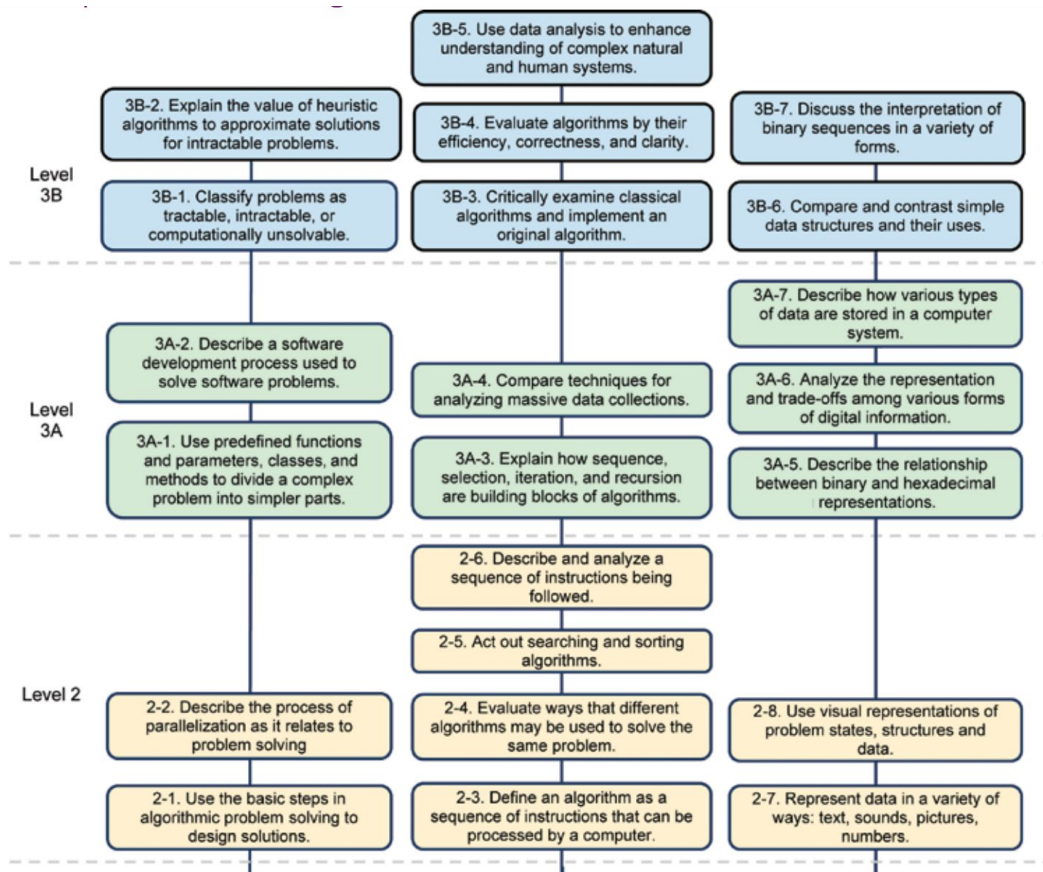 3B-5. Use data analysis to enhance
understanding of complex natural
and human systems.
3B-2. Explain the value of heuristic
algorithms to approximate solutions
for intractable problems.
3B-4. Evaluate algorithms by their
efficiency, correctness, and clarity.
3B-7. Discuss the interpretation of
binary sequences in a variety of
forms.
Level
3B
3B-1. Classify problems as
tractable, intractable, or
computationally unsolvable.
3B-3. Critically examine classical
algorithms and implement an
original algorithm.
3B-6. Compare and contrast simple
data structures and their uses.
3A-7. Describe how various types
of data are stored in a computer
system.
3A-2. Describe a software
development process used to
solve software problems.
3A-4. Compare techniques for
analyzing massive data collections.
3A-6. Analyze the representation
and trade-offs among various forms
of digital information.
Level
3A
3A-1. Use predefined functions
and parameters, classes, and
methods to divide a complex
problem into simpler parts.
3A-3. Explain how sequence,
selection, iteration, and recursion
are building blocks of algorithms.
3A-5. Describe the relationship
between binary and hexadecimal
representations.
2-6. Describe and analyze a
sequence of instructions being
followed.
2-5. Act out searching and sorting
algorithms.
Level 2
2-2. Describe the process of
parallelization as it relates to
problem solving
2-4. Evaluate ways that different
algorithms may be used to solve the
same problem.
2-8. Use visual representations of
problem states, structures and
data.
2-1. Use the basic steps in
algorithmic problem solving to
design solutions.
2-3. Define an algorithm as a
sequence of instructions that can be
processed by a computer.
2-7. Represent data in a variety of
ways: text, sounds, pictures,
numbers.